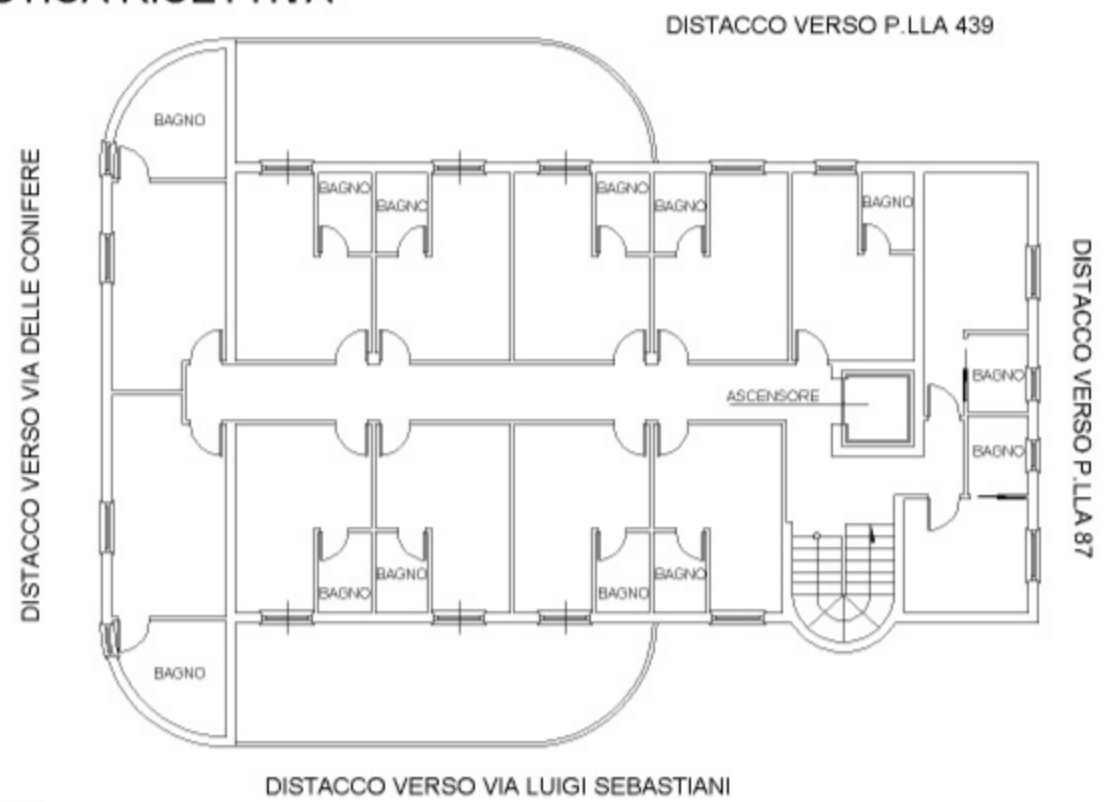 DISTACCO VERSO P.LLA 439
BAGNO
DISTACCO VERSO VIA DELLE CONIFERE
BAGNO
BAGNO
BAGNO
BAGNO
BAGNO
DISTACCO VERSO P.LLA 87
BAGNO
ASCENSORE
BAGNO
BAGNO
BAGNO
BAGNO
BAGNO
BAGNO
DISTACCO VERSO VIA LUIGI SEBASTIANI